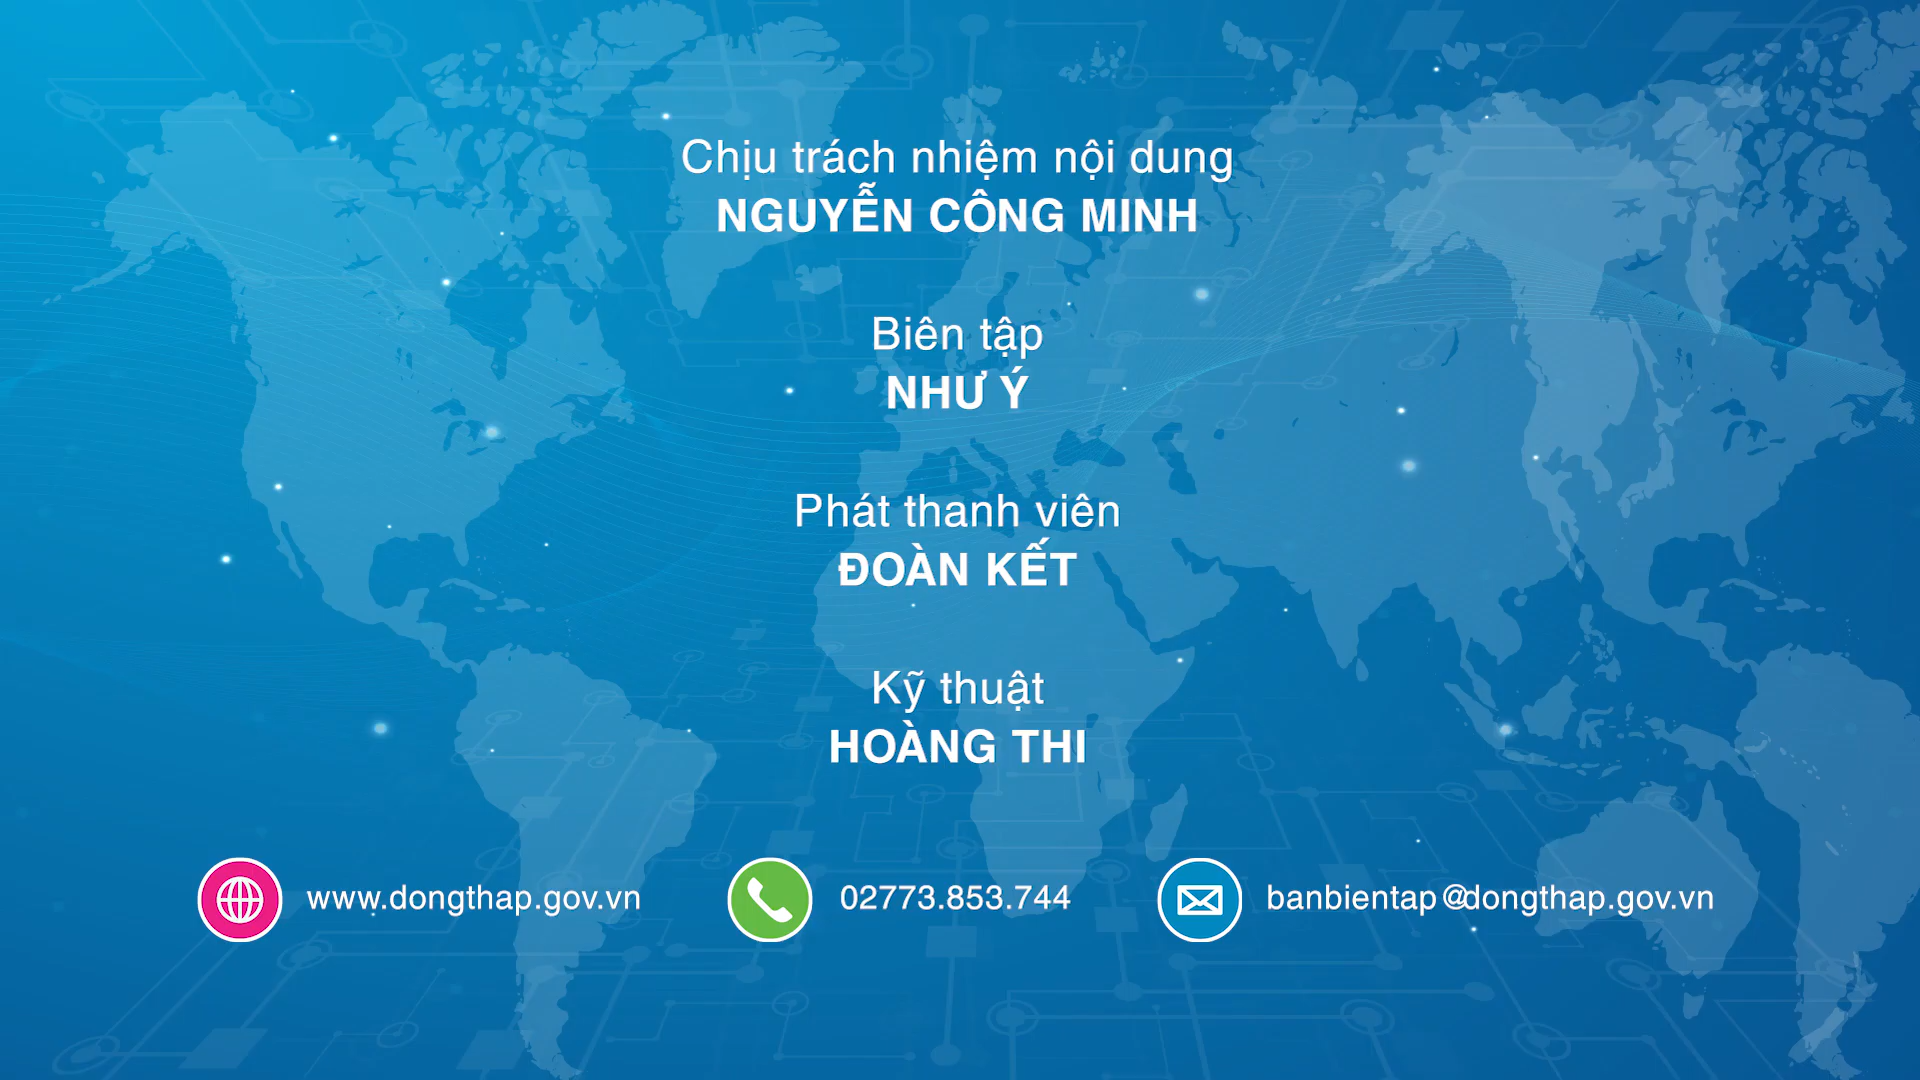 Chịu trách nhiệm nội dung
NGUYỄN CÔNG MINH
Biên tập
NHƯ Ý
Phát thanh viên
ĐOÀN KẾT
Kỹ thuật
HOÀNG THI
www.dongthap.gov.vn
02773.853.744
banbientap@dongthap.gov.vn